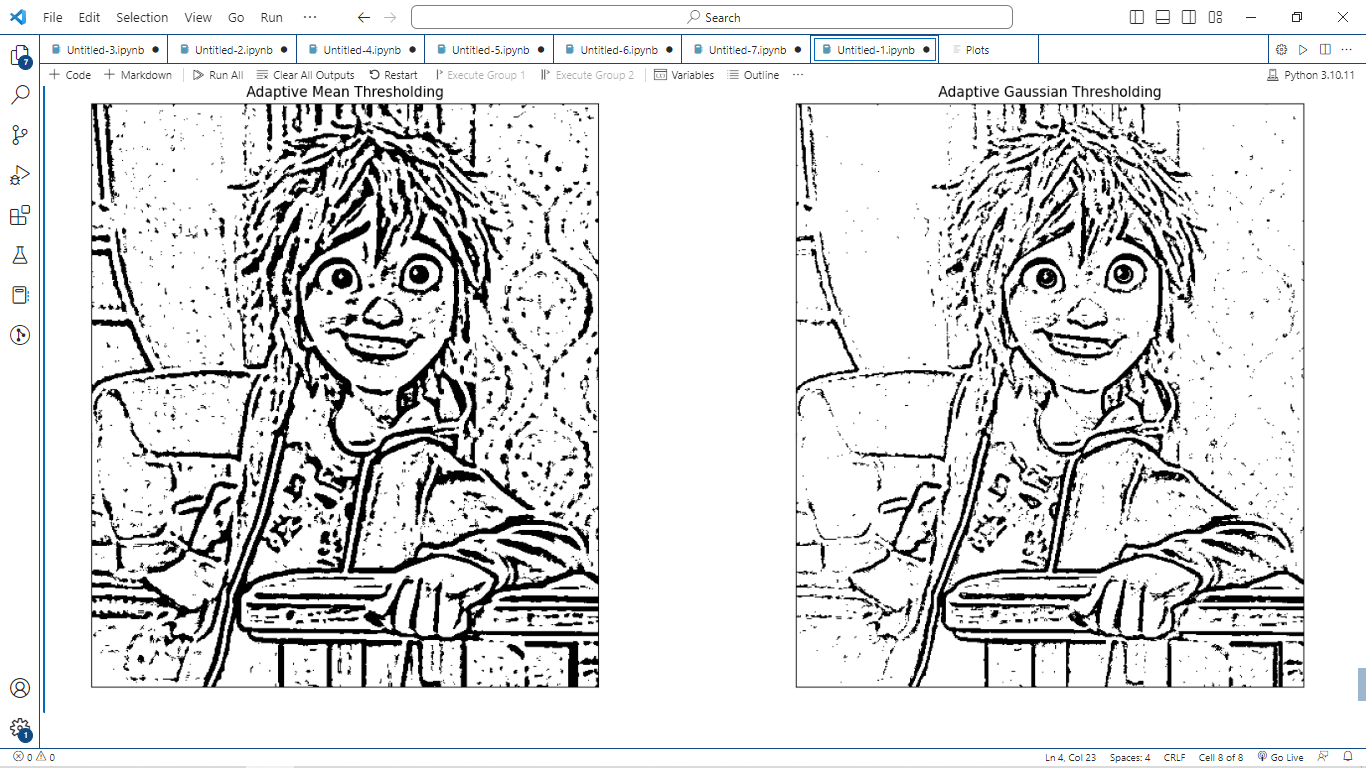 File Edit Selection View Go Run ··· Search
7
Untitled-3.ipynb Untitled-2.ipynb Untitled-4.ipynb Untitled-5.ipynb Untitled-6.ipynb Untitled-7.ipynb Untitled-1.ipynb Plots
Code Markdown Run All Clear All Outputs Restart Execute Group 1 Execute Group 2 Variables Outline ··· Python 3.10.11
Adaptive Mean Thresholding Adaptive Gaussian Thresholding
1
0 0 Ln 4, Col 23 Spaces: 4 CRLF Cell 8 of 8 Go Live